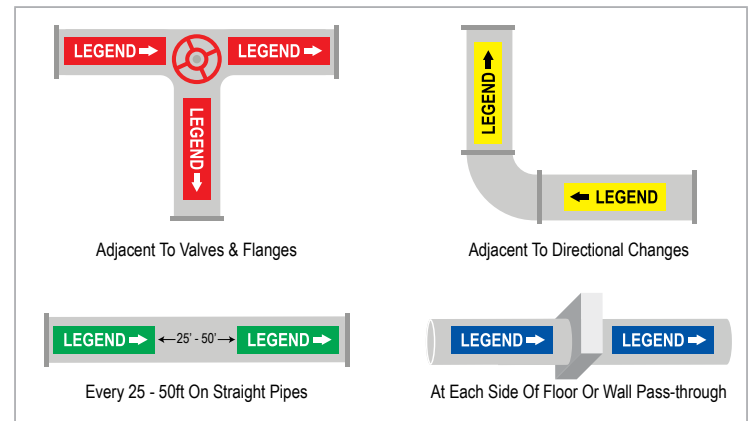 LEGEND
LEGEND
LEGEND
Adjacent To Valves & Flanges
LEGEND
LEGEND
Adjacent To Directional Changes
LEGEND
25' - 50'
LEGEND
Every 25 - 50ft On Straight Pipes
LEGEND
LEGEND
At Each Side Of Floor Or Wall Pass-through